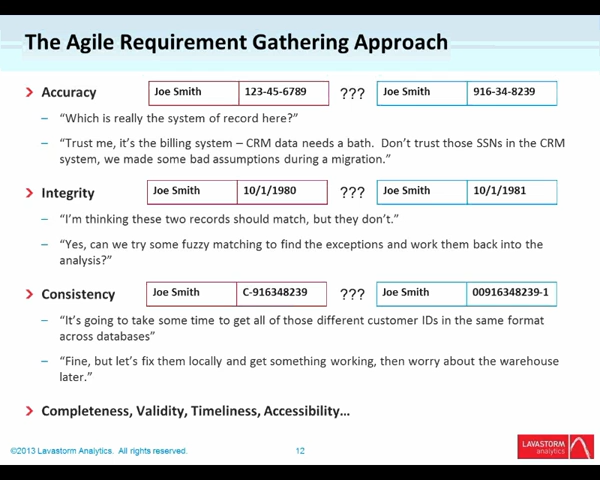 The Agile Requirement Gathering Approach
Accuracy
Joe Smith 123-45-6789 ??? Joe Smith 916-34-8239
– “Which is really the system of record here?”
– “Trust me, it’s the billing system – CRM data needs a bath. Don’t trust those SSNs in the CRM
system, we made some bad assumptions during a migration.”
Integrity
Joe Smith 10/1/1980 ??? Joe Smith 10/1/1981
– “I’m thinking these two records should match, but they don’t.”
– “Yes, can we try some fuzzy matching to find the exceptions and work them back into the
analysis?”
Consistency
Joe Smith C-916348239 ??? Joe Smith 00916348239-1
– “It’s going to take some time to get all of those different customer IDs in the same format
across databases”
– “Fine, but let’s fix them locally and get something working, then worry about the warehouse
later.”
Completeness, Validity, Timeliness, Accessibility…
©2013 Lavastorm Analytics. All rights reserved.
12
LAVASTORM
analytics